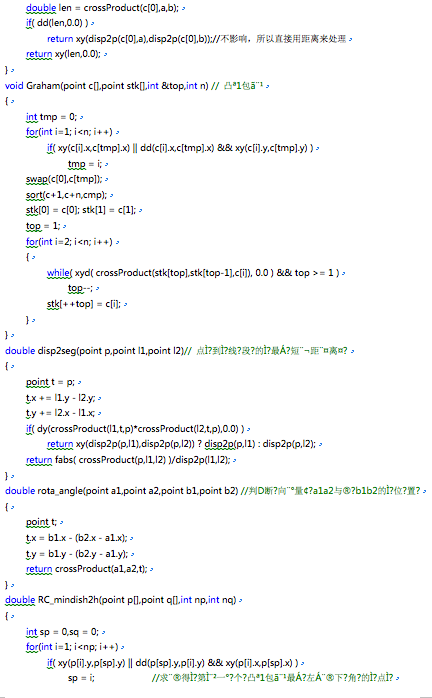 double len = crossProduct(c[0],a,b);
if( dd(len,0.0) )
return xy(disp2p(c[0],a),disp2p(c[0],b));//不影响，所以直接用距离来处理
return xy(len,0.0);
}
void Graham(point c[],point stk[],int &top,int n) // 凸ª¹包ã¨¹
{
int tmp = 0;
for(int i=1; i<n; i++)
if( xy(c[i].x,c[tmp].x) || dd(c[i].x,c[tmp].x) && xy(c[i].y,c[tmp].y) )
tmp = i;
swap(c[0],c[tmp]);
sort(c+1,c+n,cmp);
stk[0] = c[0]; stk[1] = c[1];
top = 1;
for(int i=2; i<n; i++)
{
while( xyd( crossProduct(stk[top],stk[top-1],c[i]), 0.0 ) && top >= 1 )
top--;
stk[++top] = c[i];
}
}
double disp2seg(point p,point l1,point l2)// 点Ì?到Ì?线?段?的Ì?最Á?短¨¬距¨¤离¤?
{
point t = p;
t.x += l1.y - l2.y;
t.y += l2.x - l1.x;
if( dy(crossProduct(l1,t,p)*crossProduct(l2,t,p),0.0) )
return xy(disp2p(p,l1),disp2p(p,l2)) ? disp2p(p,l1) : disp2p(p,l2);
return fabs( crossProduct(p,l1,l2) )/disp2p(l1,l2);
}
double rota_angle(point a1,point a2,point b1,point b2) //判D断?向¨°量¢?a1a2与®?b1b2的Ì?位?置?
{
point t;
t.x = b1.x - (b2.x - a1.x);
t.y = b1.y - (b2.y - a1.y);
return crossProduct(a1,a2,t);
}
double RC_mindish2h(point p[],point q[],int np,int nq)
{
int sp = 0,sq = 0;
for(int i=1; i<np; i++)
if( xy(p[i].y,p[sp].y) || dd(p[sp].y,p[i].y) && xy(p[i].x,p[sp].x) )
sp = i; //求¨®得Ì?第Ì¨²一°?个?凸ª¹包ã¨¹最Á?左Á¨®下?角?的Ì?点Ì?